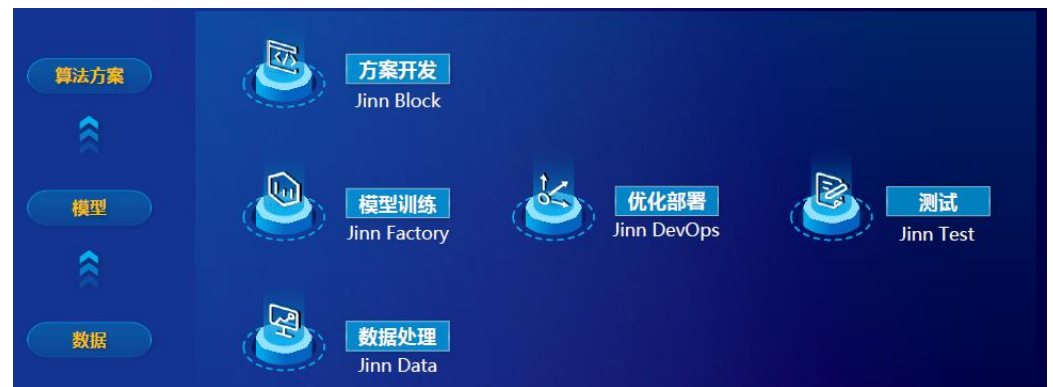 算法方案
方案开发
Jinn Block
模型
模型训练
Jinn Factory
优化部署
Jinn DevOps
测试
Jinn Test
数据
数据处理
Jinn Data